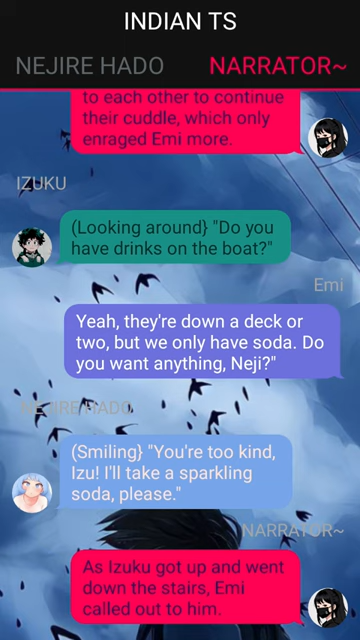 INDIAN TS
NEJIRE HADO
NARRATOR~
to each other to continue
their cuddle, which only
enraged Emi more.
IZUKU
(Looking around} "Do you
have drinks on the boat?"
Emi
Yeah, they're down a deck or
two, but we only have soda. Do
you want anything, Neji?"
NEJIRE HADO
(Smiling} "You're too kind,
Izu! I'll take a sparkling
soda, please."
NARRATOR~
As Izuku got up and went
down the stairs, Emi
called out to him.